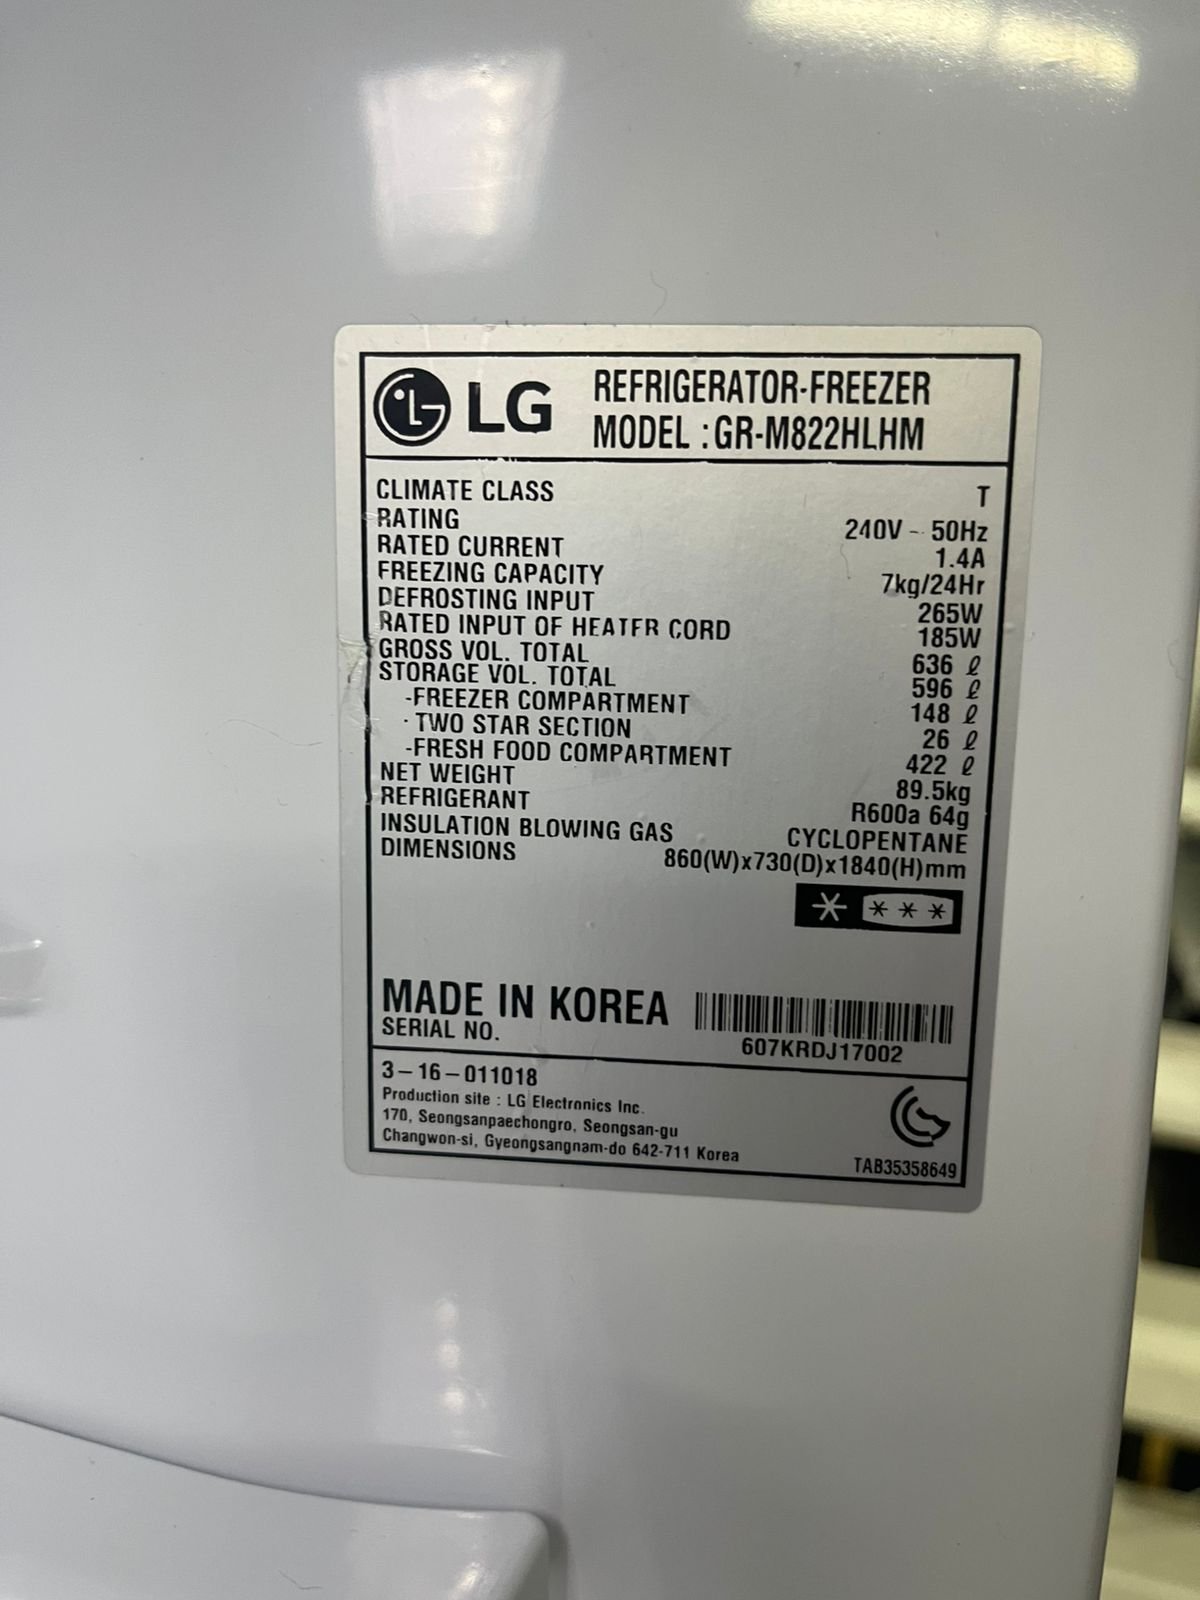 LG REFRIGERATOR-FREEZER
MODEL : GR-M822HLHM
CLIMATE CLASS T
RATING 240V ~ 50Hz
RATED CURRENT 1.4A
FREEZING CAPACITY 7kg/24Hr
DEFROSTING INPUT 265W
RATED INPUT OF HEATER CORD 185W
GROSS VOL. TOTAL 636 ℓ
STORAGE VOL. TOTAL 596 ℓ
-FREEZER COMPARTMENT 148 ℓ
· TWO STAR SECTION 26 ℓ
-FRESH FOOD COMPARTMENT 422 ℓ
NET WEIGHT 89.5kg
REFRIGERANT R600a 64g
INSULATION BLOWING GAS CYCLOPENTANE
DIMENSIONS 860(W)x730(D)x1840(H)mm
MADE IN KOREA
SERIAL NO. 607KRDJ17002
3-16-011018
Production site : LG Electronics Inc.
170, Seongsanpaechongro, Seongsan-gu
Changwon-si, Gyeongsangnam-do 642-711 Korea
TAB35358649